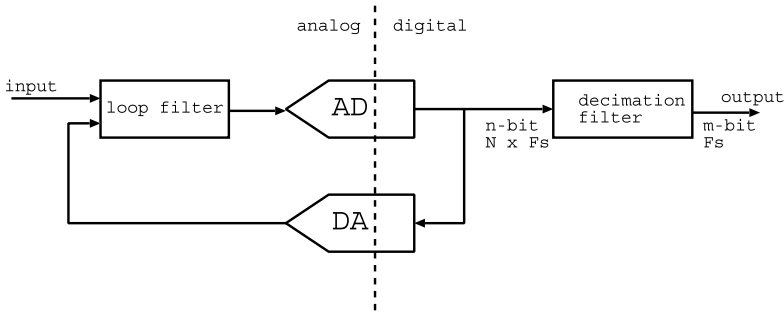 analog
digital
input
loop filter
AD
n-bit
N x Fs
decimation
filter
output
m-bit
Fs
DA